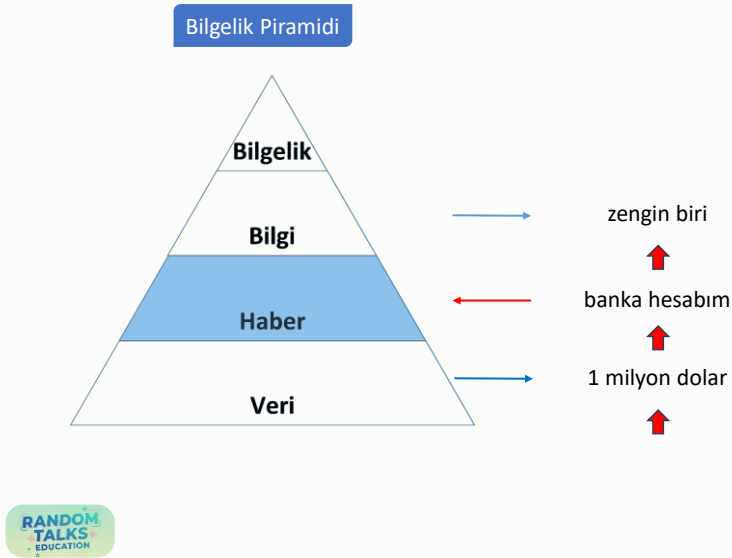 Bilgelik Piramidi
Bilgelik
zengin biri
Bilgi
banka hesabım
Haber
1 milyon dolar
Veri
RANDOM
TALKS
EDUCATION